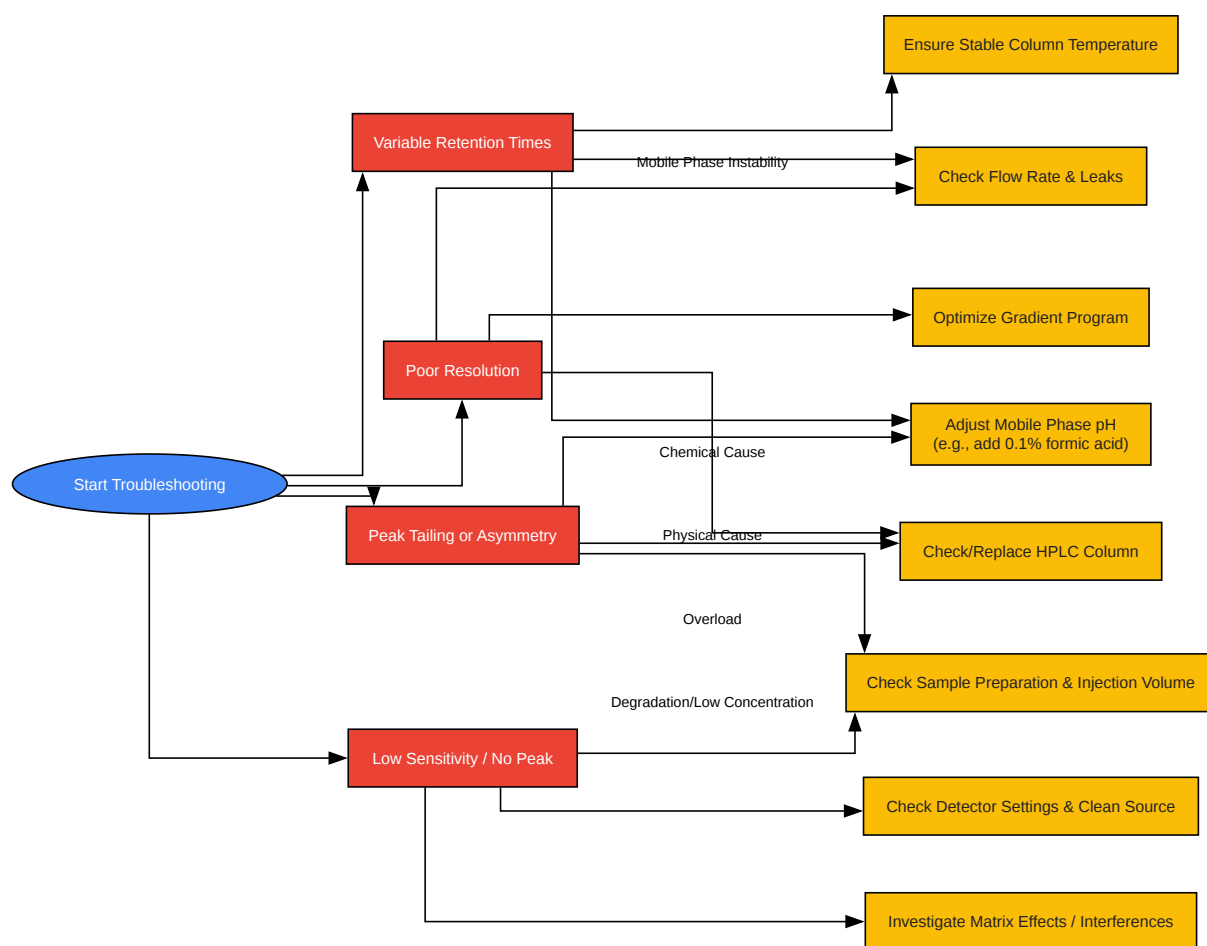 Ensure Stable Column Temperature
Variable Retention Times
Mobile Phase Instability
Check Flow Rate & Leaks
Optimize Gradient Program
Poor Resolution
Adjust Mobile Phase pH
(e.g., add 0.1% formic acid)
Chemical Cause
Start Troubleshooting
Peak Tailing or Asymmetry
Physical Cause
Check/Replace HPLC Column
Overload
Check Sample Preparation & Injection Volume
Degradation/Low Concentration
Low Sensitivity / No Peak
Check Detector Settings & Clean Source
Investigate Matrix Effects / Interferences